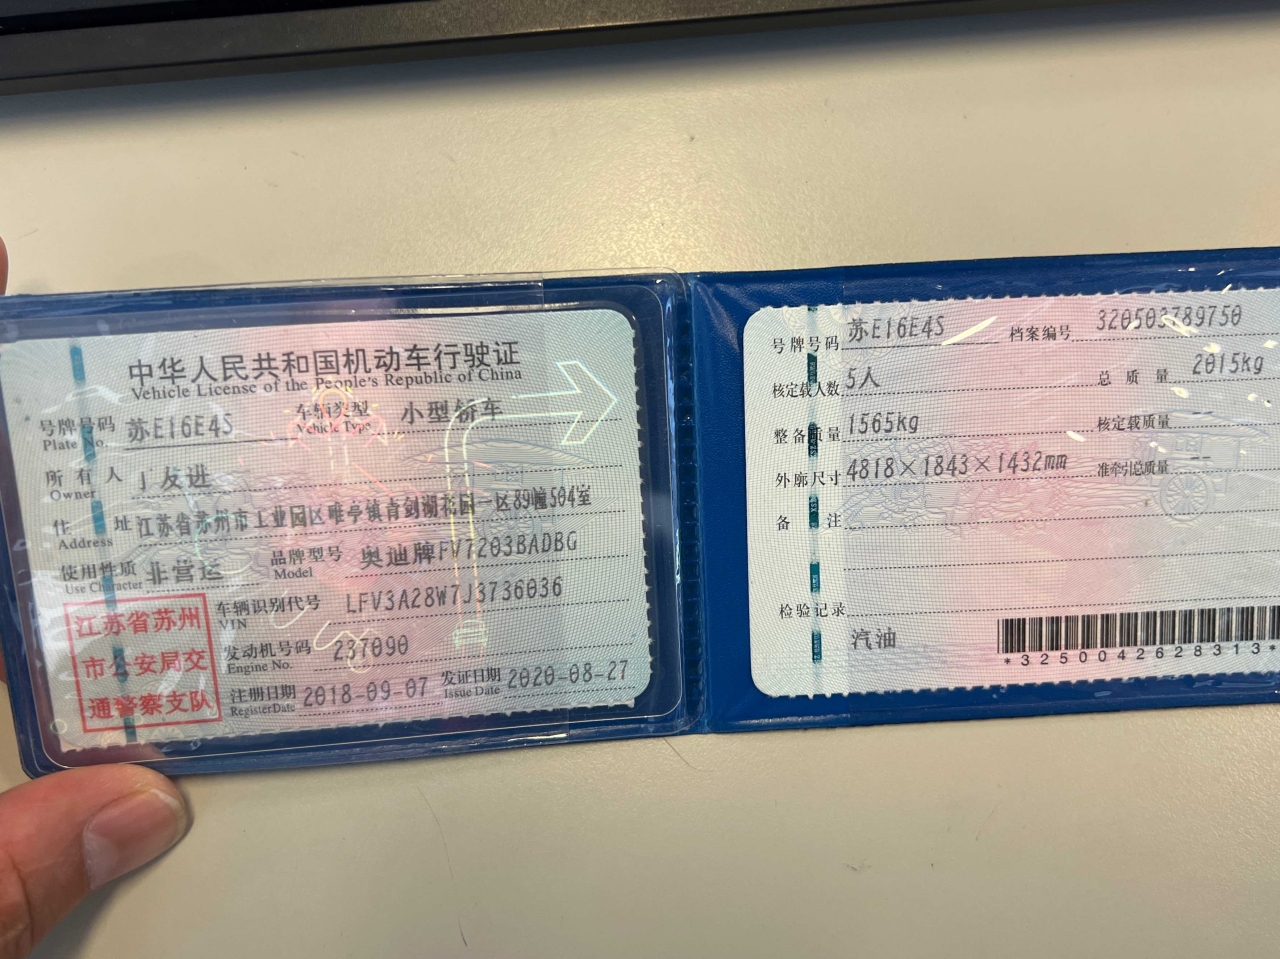 中华人民共和国机动车行驶证
Vehicle License of the People's Republic of China
号牌号码 Plate No. 苏E16E4S 车辆类型 Vehicle Type 小型轿车
所有人 Owner 丁友进
住址 Address 江苏省苏州市工业园区唯亭镇青剑湖花园一区89幢504室
使用性质 Use Character 非营运 品牌型号 Model 奥迪牌FV7203BADBG
江苏省苏州
市公安局交
通警察支队
车辆识别代号 VIN LFV3A28W7J3736036
发动机号码 Engine No. 237090
注册日期 Register Date 2018-09-07 发证日期 Issue Date 2020-08-27
号牌号码 苏E16E4S 档案编号 320503789750
核定载人数 5人 总质量 2015kg
整备质量 1565kg 核定载质量 --
外廓尺寸 4818×1843×1432mm 准牵引总质量 --
备注
检验记录
汽油
*3250042628313*